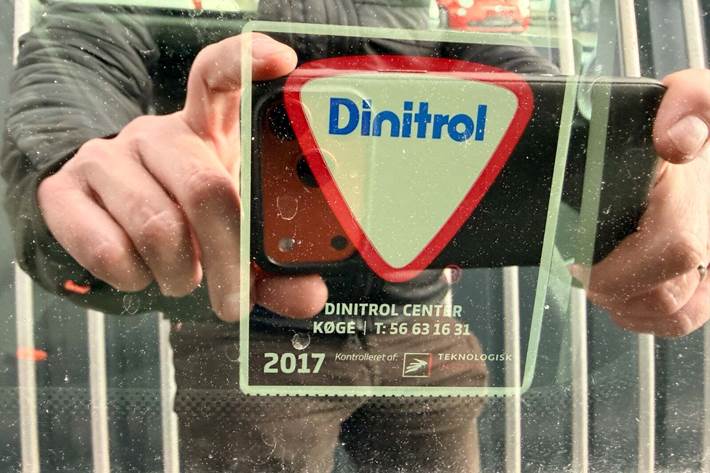 Dinitrol
DINITROL CENTER
KØGE | T: 56 63 16 31
2017 Kontrolleret af: TEKNOLOGISK